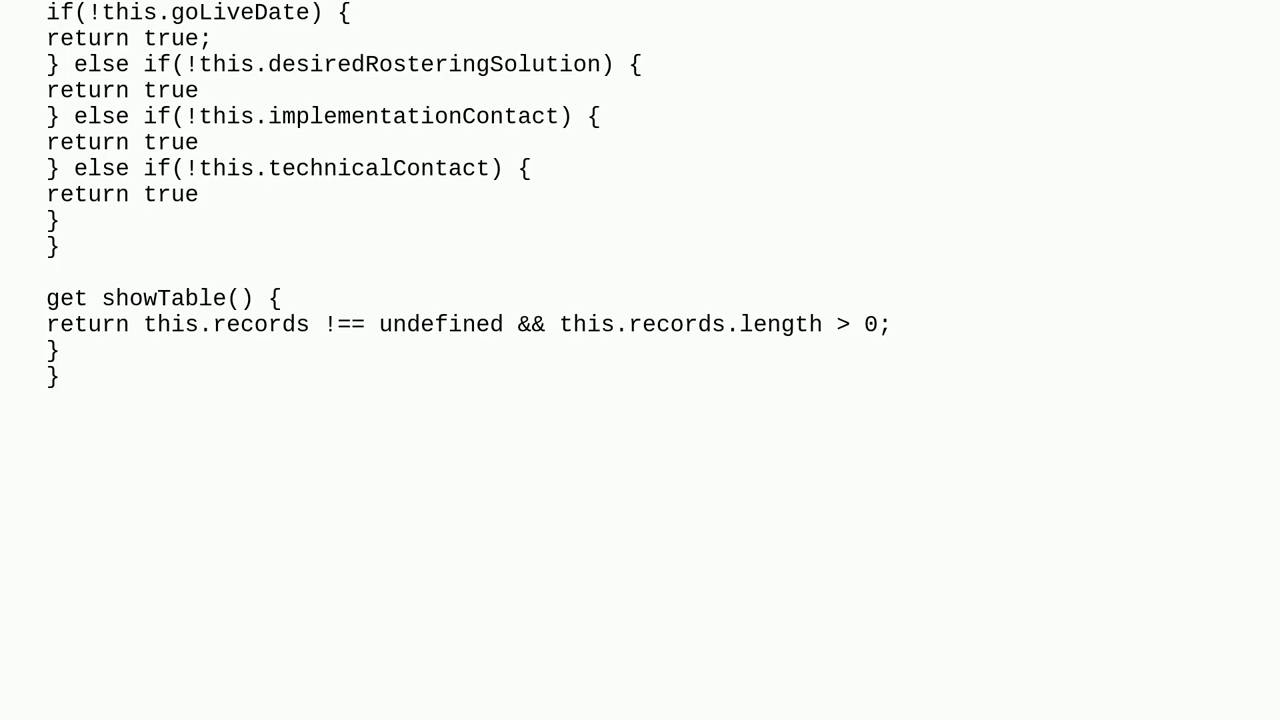 if(!this.goLiveDate) {
return true;
} else if(!this.desiredRosteringSolution) {
return true
} else if(!this.implementationContact) {
return true
} else if(!this.technicalContact) {
return true
}
}

get showTable() {
return this.records !== undefined && this.records.length > 0;
}
}